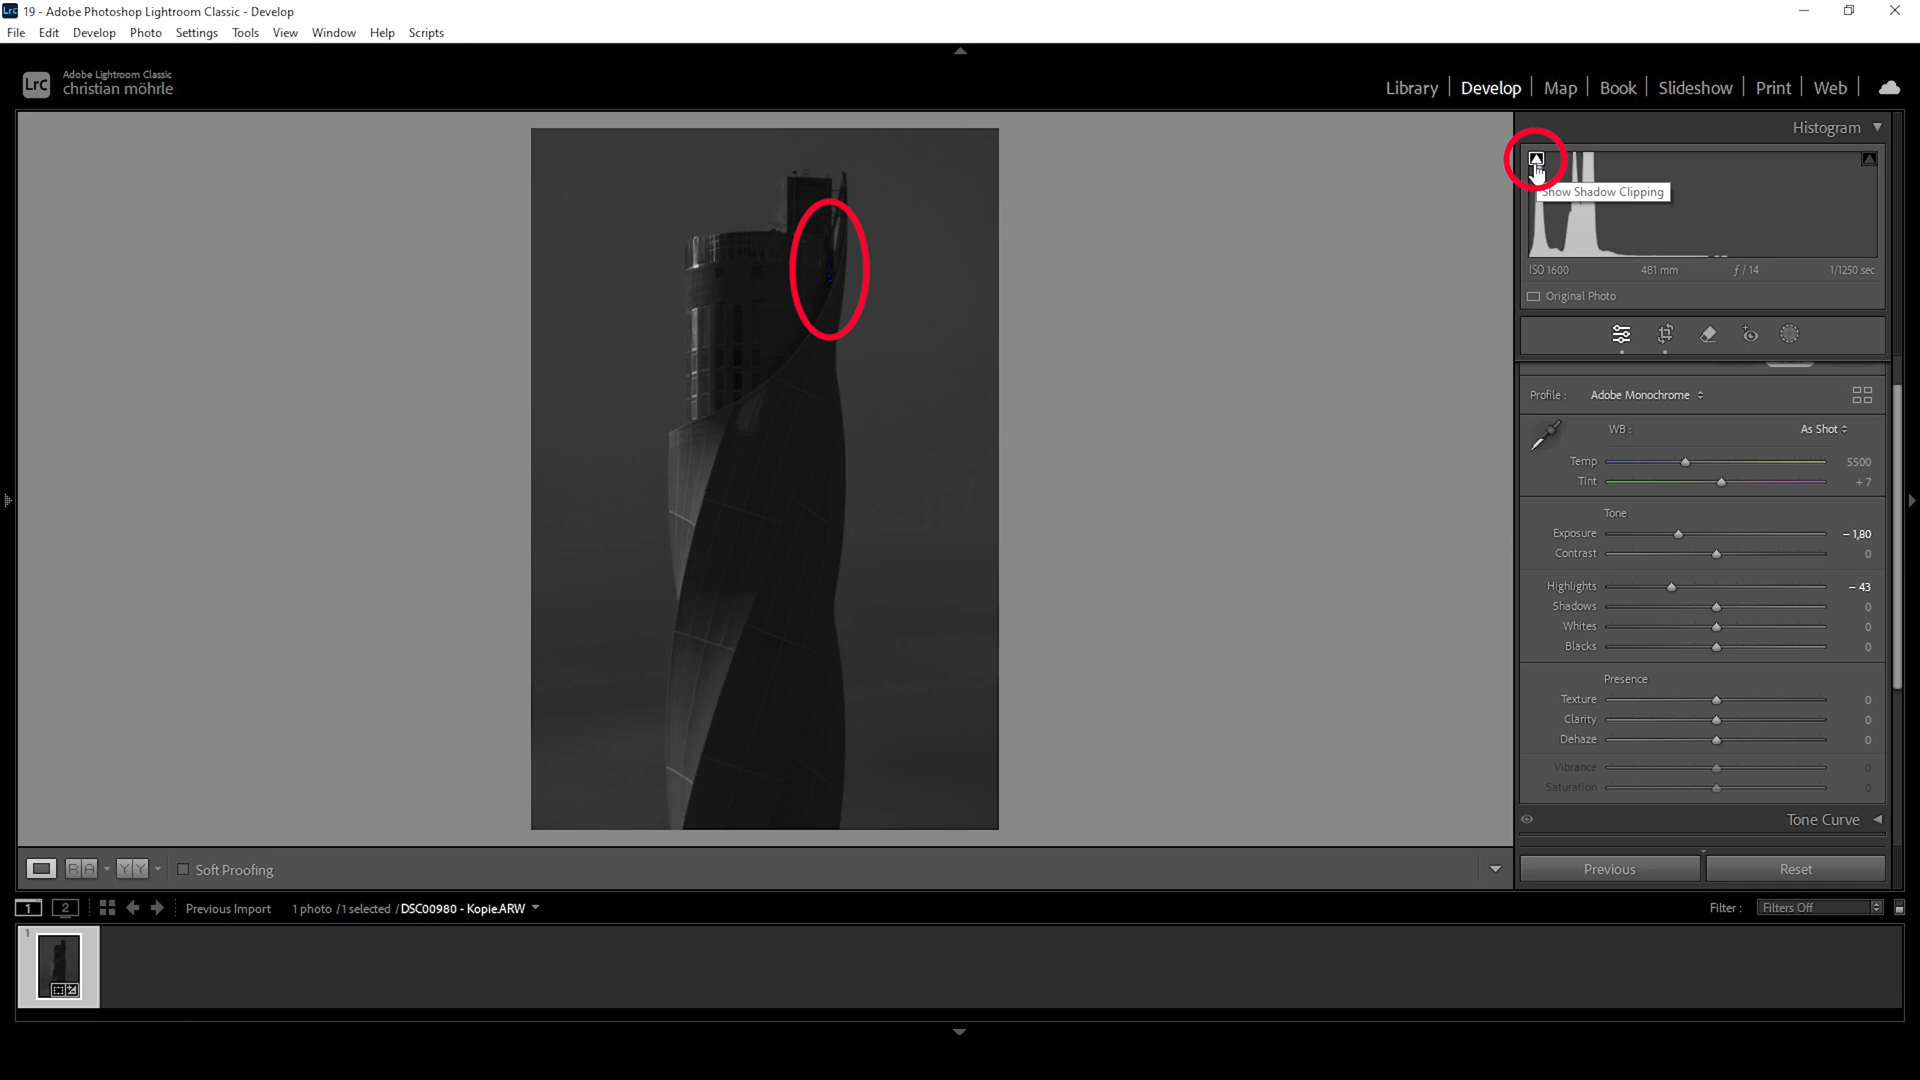 Lrc 19 - Adobe Photoshop Lightroom Classic - Develop
File Edit Develop Photo Settings Tools View Window Help Scripts
LrC Adobe Lightroom Classic
christian möhrle
Library Develop Map Book Slideshow Print Web
Histogram
Show Shadow Clipping
ISO 1600 481 mm ƒ / 14 1/1250 sec
Original Photo
Profile : Adobe Monochrome
WB : As Shot
Temp 5500
Tint + 7
Tone
Exposure – 1,80
Contrast 0
Highlights – 43
Shadows 0
Whites 0
Blacks 0
Presence
Texture 0
Clarity 0
Dehaze 0
Vibrance 0
Saturation 0
Tone Curve
R A Y Y Soft Proofing
Previous Reset
1 2 Previous Import 1 photo / 1 selected / DSC00980 - Kopie.ARW Filter : Filters Off
1